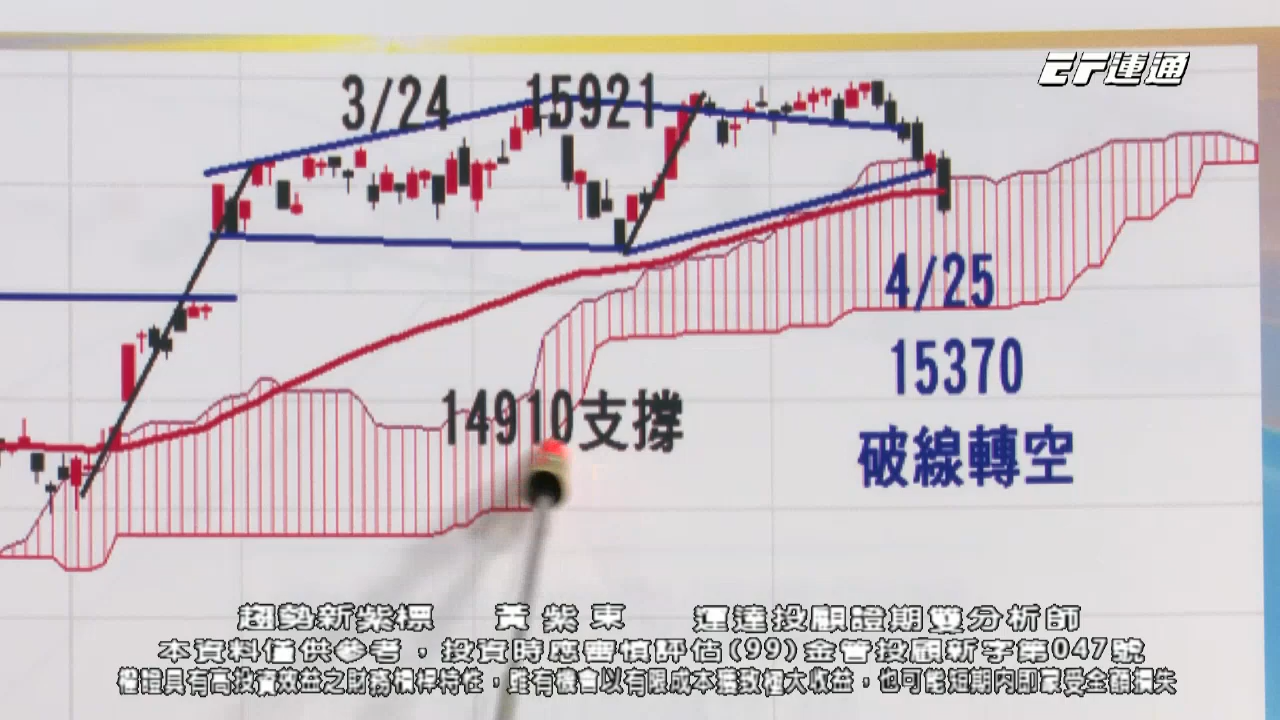 EF運通
3/24 15921
4/25
15370
14910支撐
破線轉空
趨勢新紫標 黃紫東 運達投顧證期雙分析師
本資料僅供參考,投資時應審慎評估(99)金管投顧新字第047號
權證具有高投資效益之財務槓桿特性,雖有機會以有限成本獲致極大收益,也可能短期內即蒙受全額損失